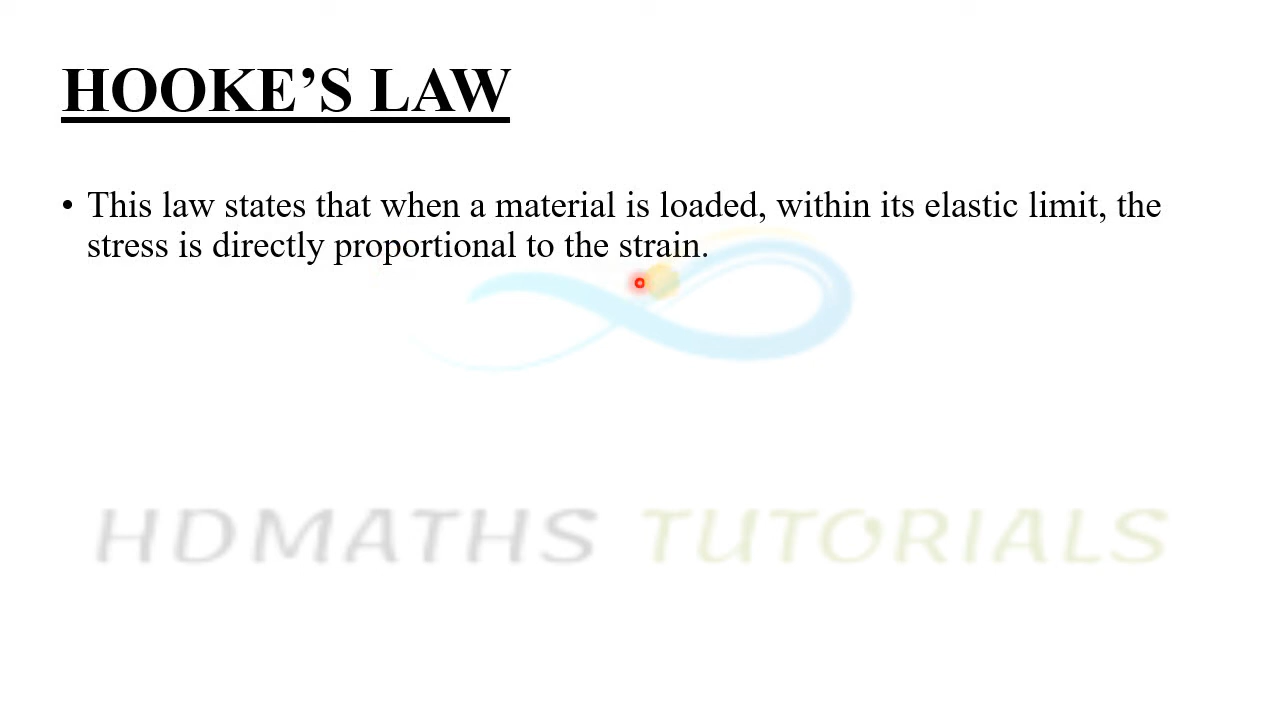 HOOKE’S LAW
• This law states that when a material is loaded, within its elastic limit, the
stress is directly proportional to the strain.
HDMATHS TUTORIALS